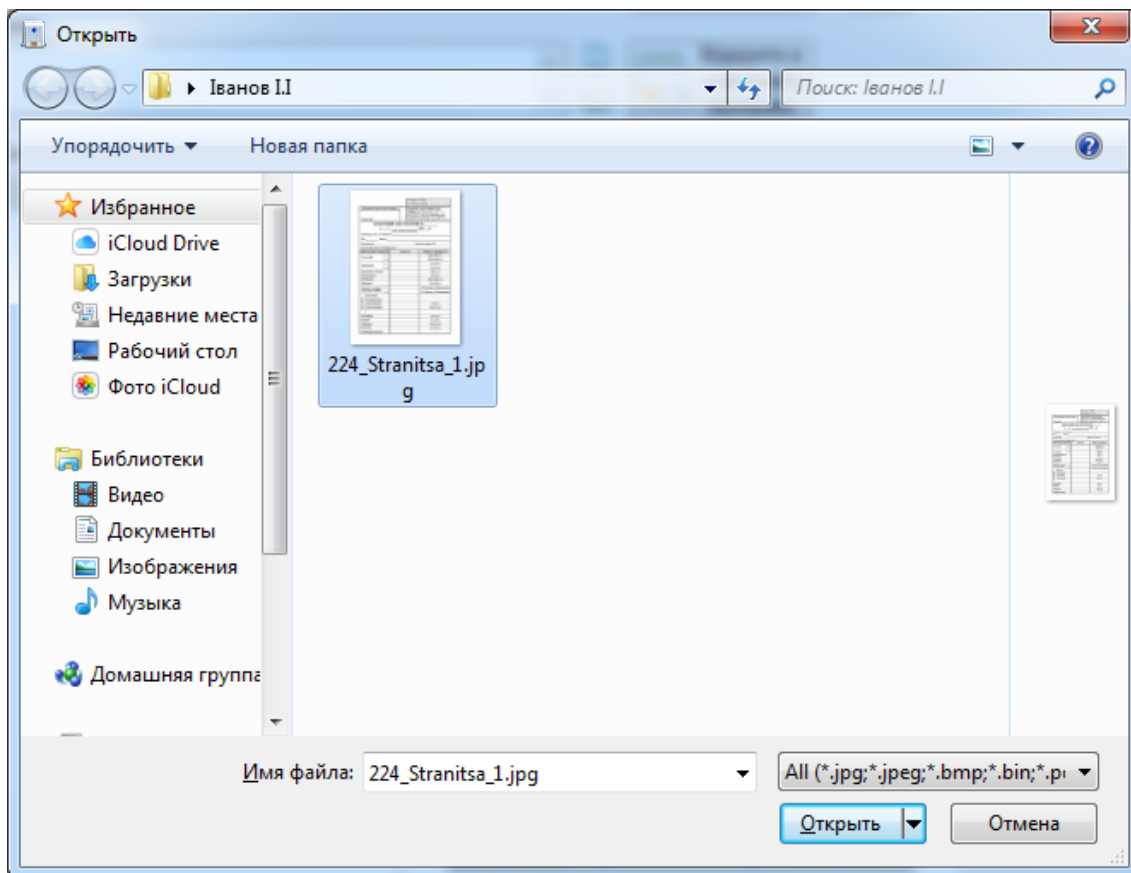 Открыть
Іванов І.І
Поиск: Іванов І.І
Упорядочить
Новая папка
Избранное
iCloud Drive
Загрузки
Недавние места
Рабочий стол
Фото iCloud
Библиотеки
Видео
Документы
Изображения
Музыка
Домашняя группа
224_Stranitsa_1.jp
g
Имя файла: 224_Stranitsa_1.jpg
All (*.jpg;*.jpeg;*.bmp;*.bin;*.p
Открыть
Отмена